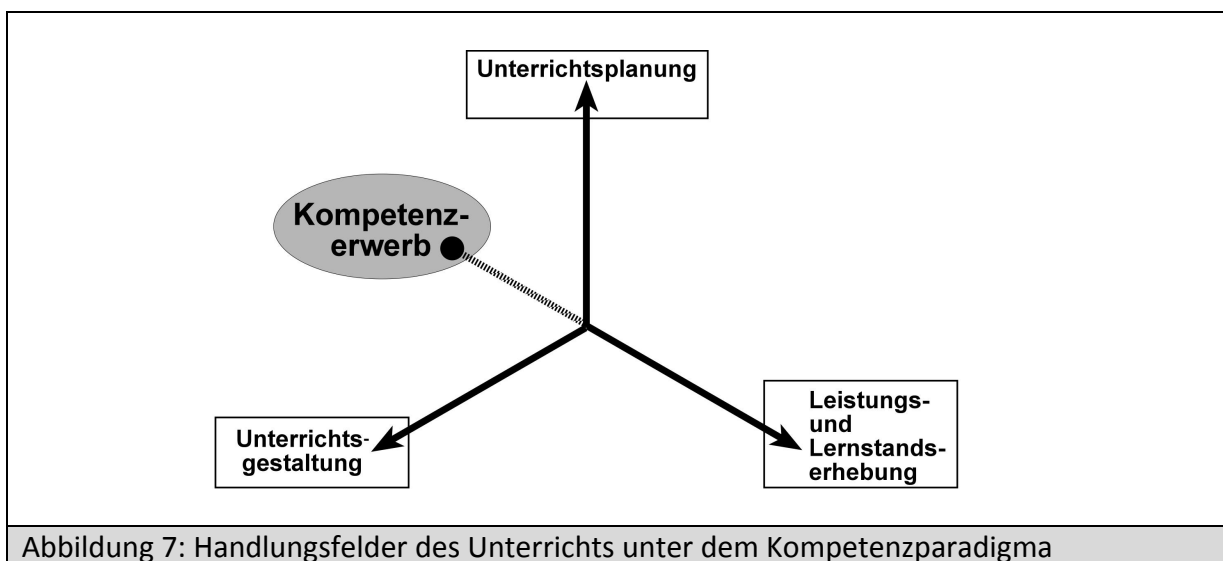 Unterrichtsplanung
Kompetenz-
erwerb
Unterrichts-
gestaltung
Leistungs-
und
Lernstands-
erhebung
Abbildung 7: Handlungsfelder des Unterrichts unter dem Kompetenzparadigma